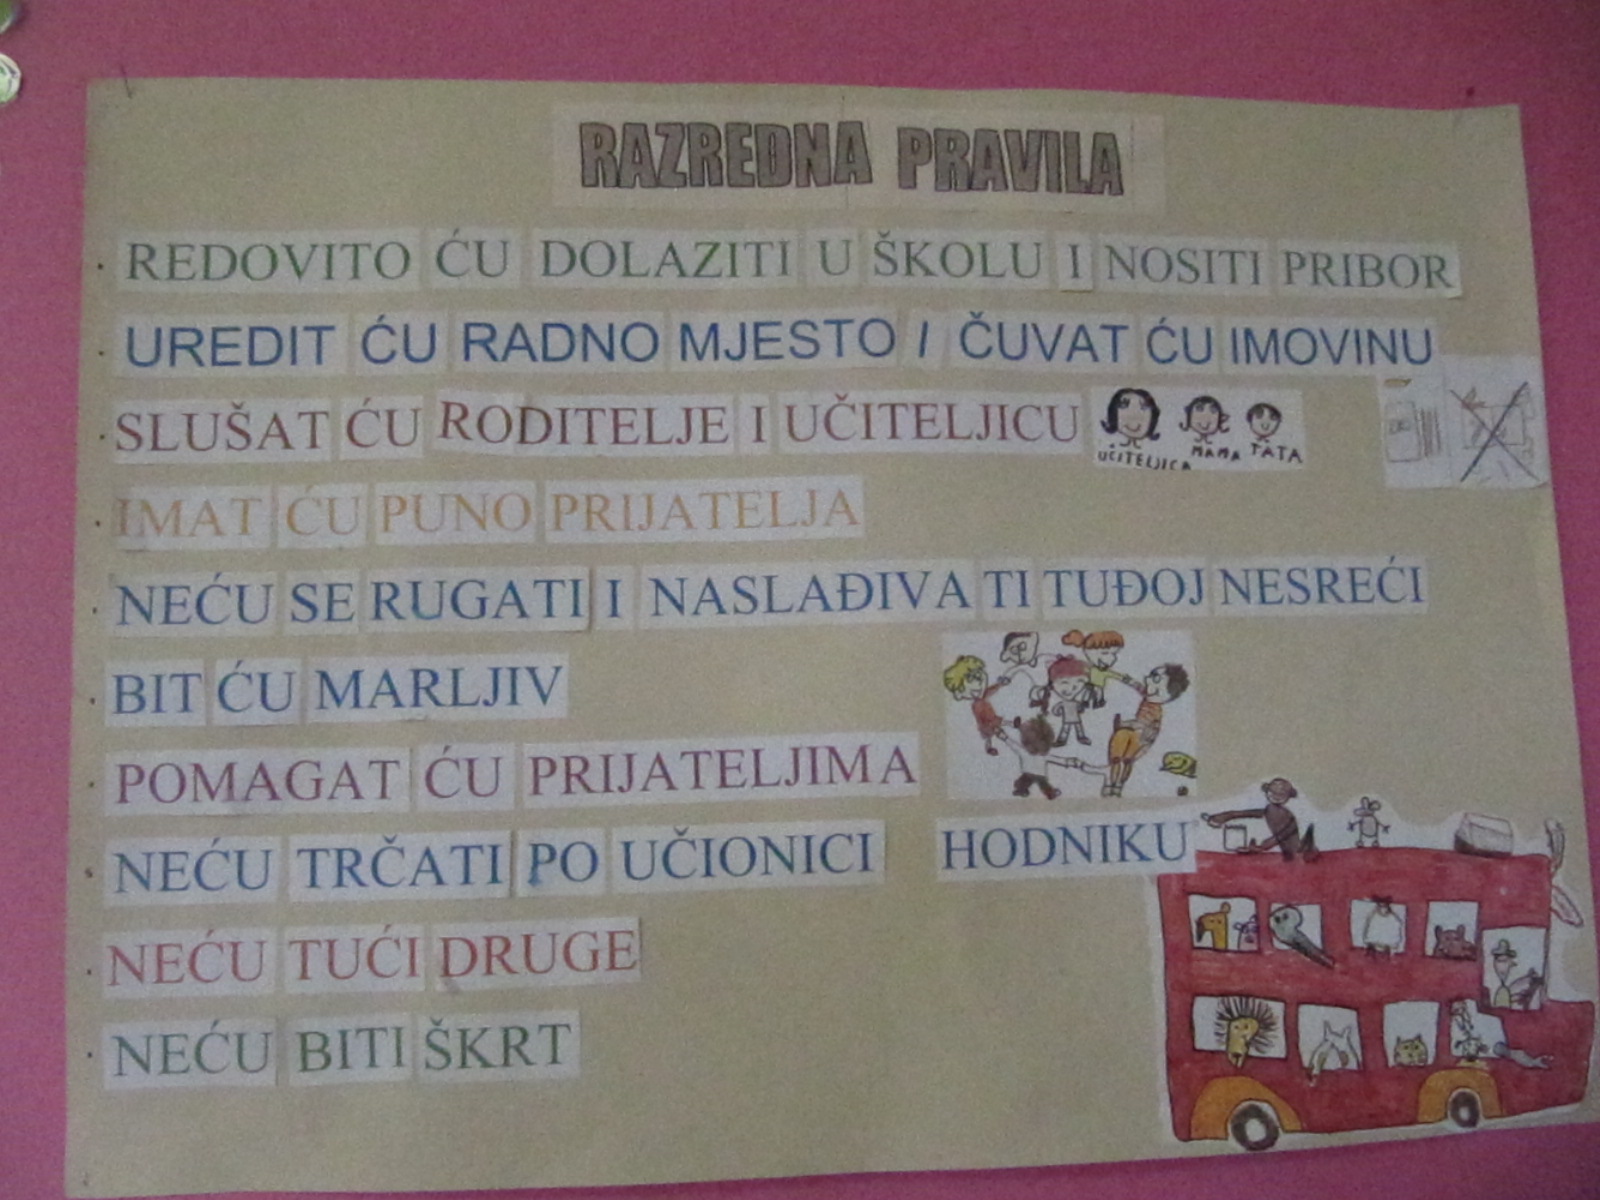 RAZREDNA PRAVILA
REDOVITO ĆU DOLAZITI U ŠKOLU I NOSITI PRIBOR
UREDIT ĆU RADNO MJESTO I ČUVAT ĆU IMOVINU
SLUŠAT ĆU RODITELJE I UČITELJICU
UČITELJICA MAMA TATA
IMAT ĆU PUNO PRIJATELJA
NEĆU SE RUGATI I NASLAĐIVA TI TUĐOJ NESREĆI
BIT ĆU MARLJIV
POMAGAT ĆU PRIJATELJIMA
NEĆU TRČATI PO UČIONICI HODNIKU
NEĆU TUĆI DRUGE
NEĆU BITI ŠKRT